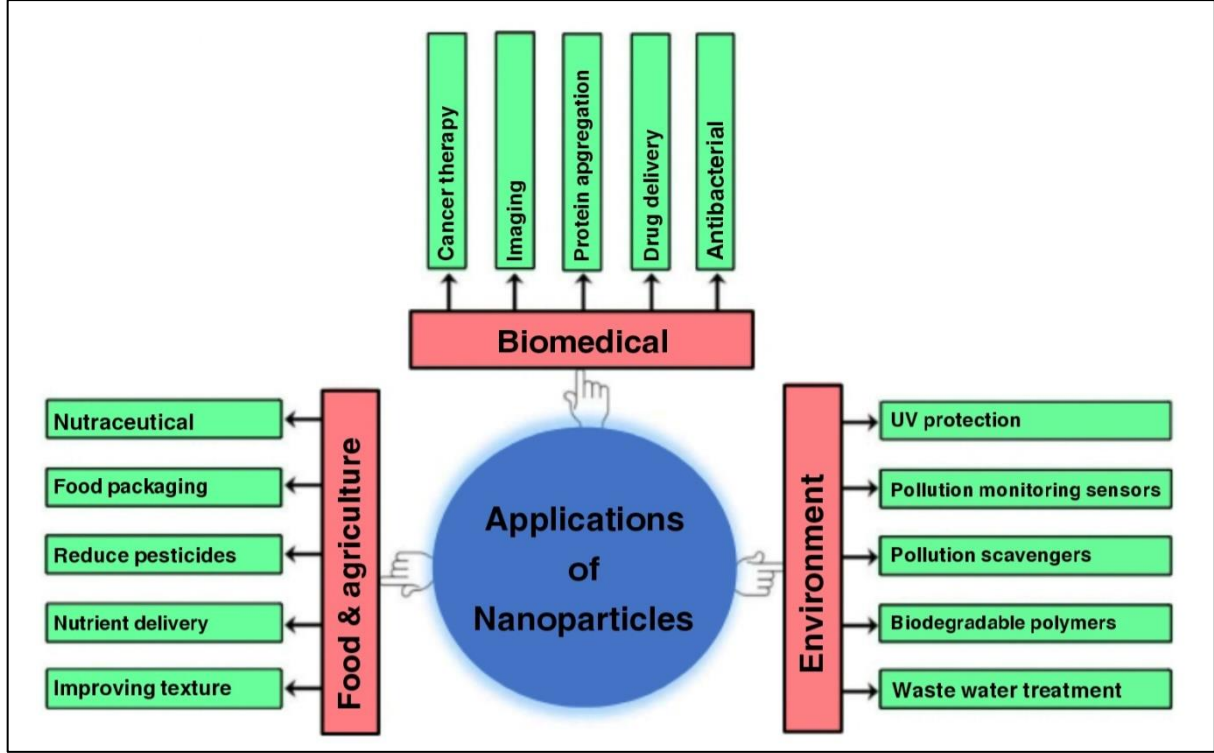 Cancer therapy
Imaging
Protein apgregation
Drug delivery
Antibacterial
Biomedical
Food & agriculture
Nutraceutical
Food packaging
Reduce pesticides
Nutrient delivery
Improving texture
Applications
of
Nanoparticles
Environment
UV protection
Pollution monitoring sensors
Pollution scavengers
Biodegradable polymers
Waste water treatment